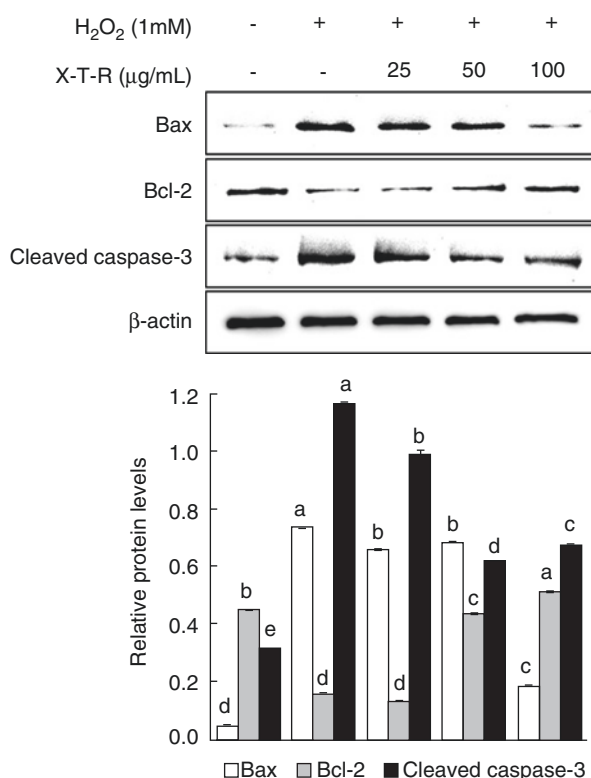 H₂O₂ (1mM) - + + + +
X-T-R (μg/mL) - - 25 50 100
Bax
Bcl-2
Cleaved caspase-3
β-actin
Relative protein levels
1.2
1.0
0.8
0.6
0.4
0.2
0.0
d b e
a d a
b d b
b c d
c a c
Bax Bcl-2 Cleaved caspase-3